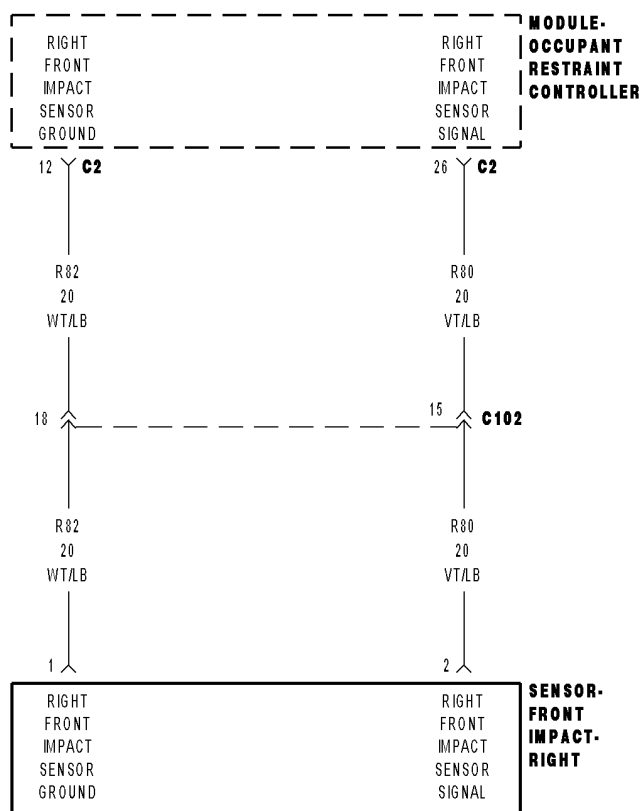 MODULE-
OCCUPANT
RESTRAINT
CONTROLLER
RIGHT
FRONT
IMPACT
SENSOR
GROUND
RIGHT
FRONT
IMPACT
SENSOR
SIGNAL
12 C2
26 C2
R82
20
WT/LB
R80
20
VT/LB
18
15 C102
R82
20
WT/LB
R80
20
VT/LB
1
2
RIGHT
FRONT
IMPACT
SENSOR
GROUND
RIGHT
FRONT
IMPACT
SENSOR
SIGNAL
SENSOR-
FRONT
IMPACT-
RIGHT